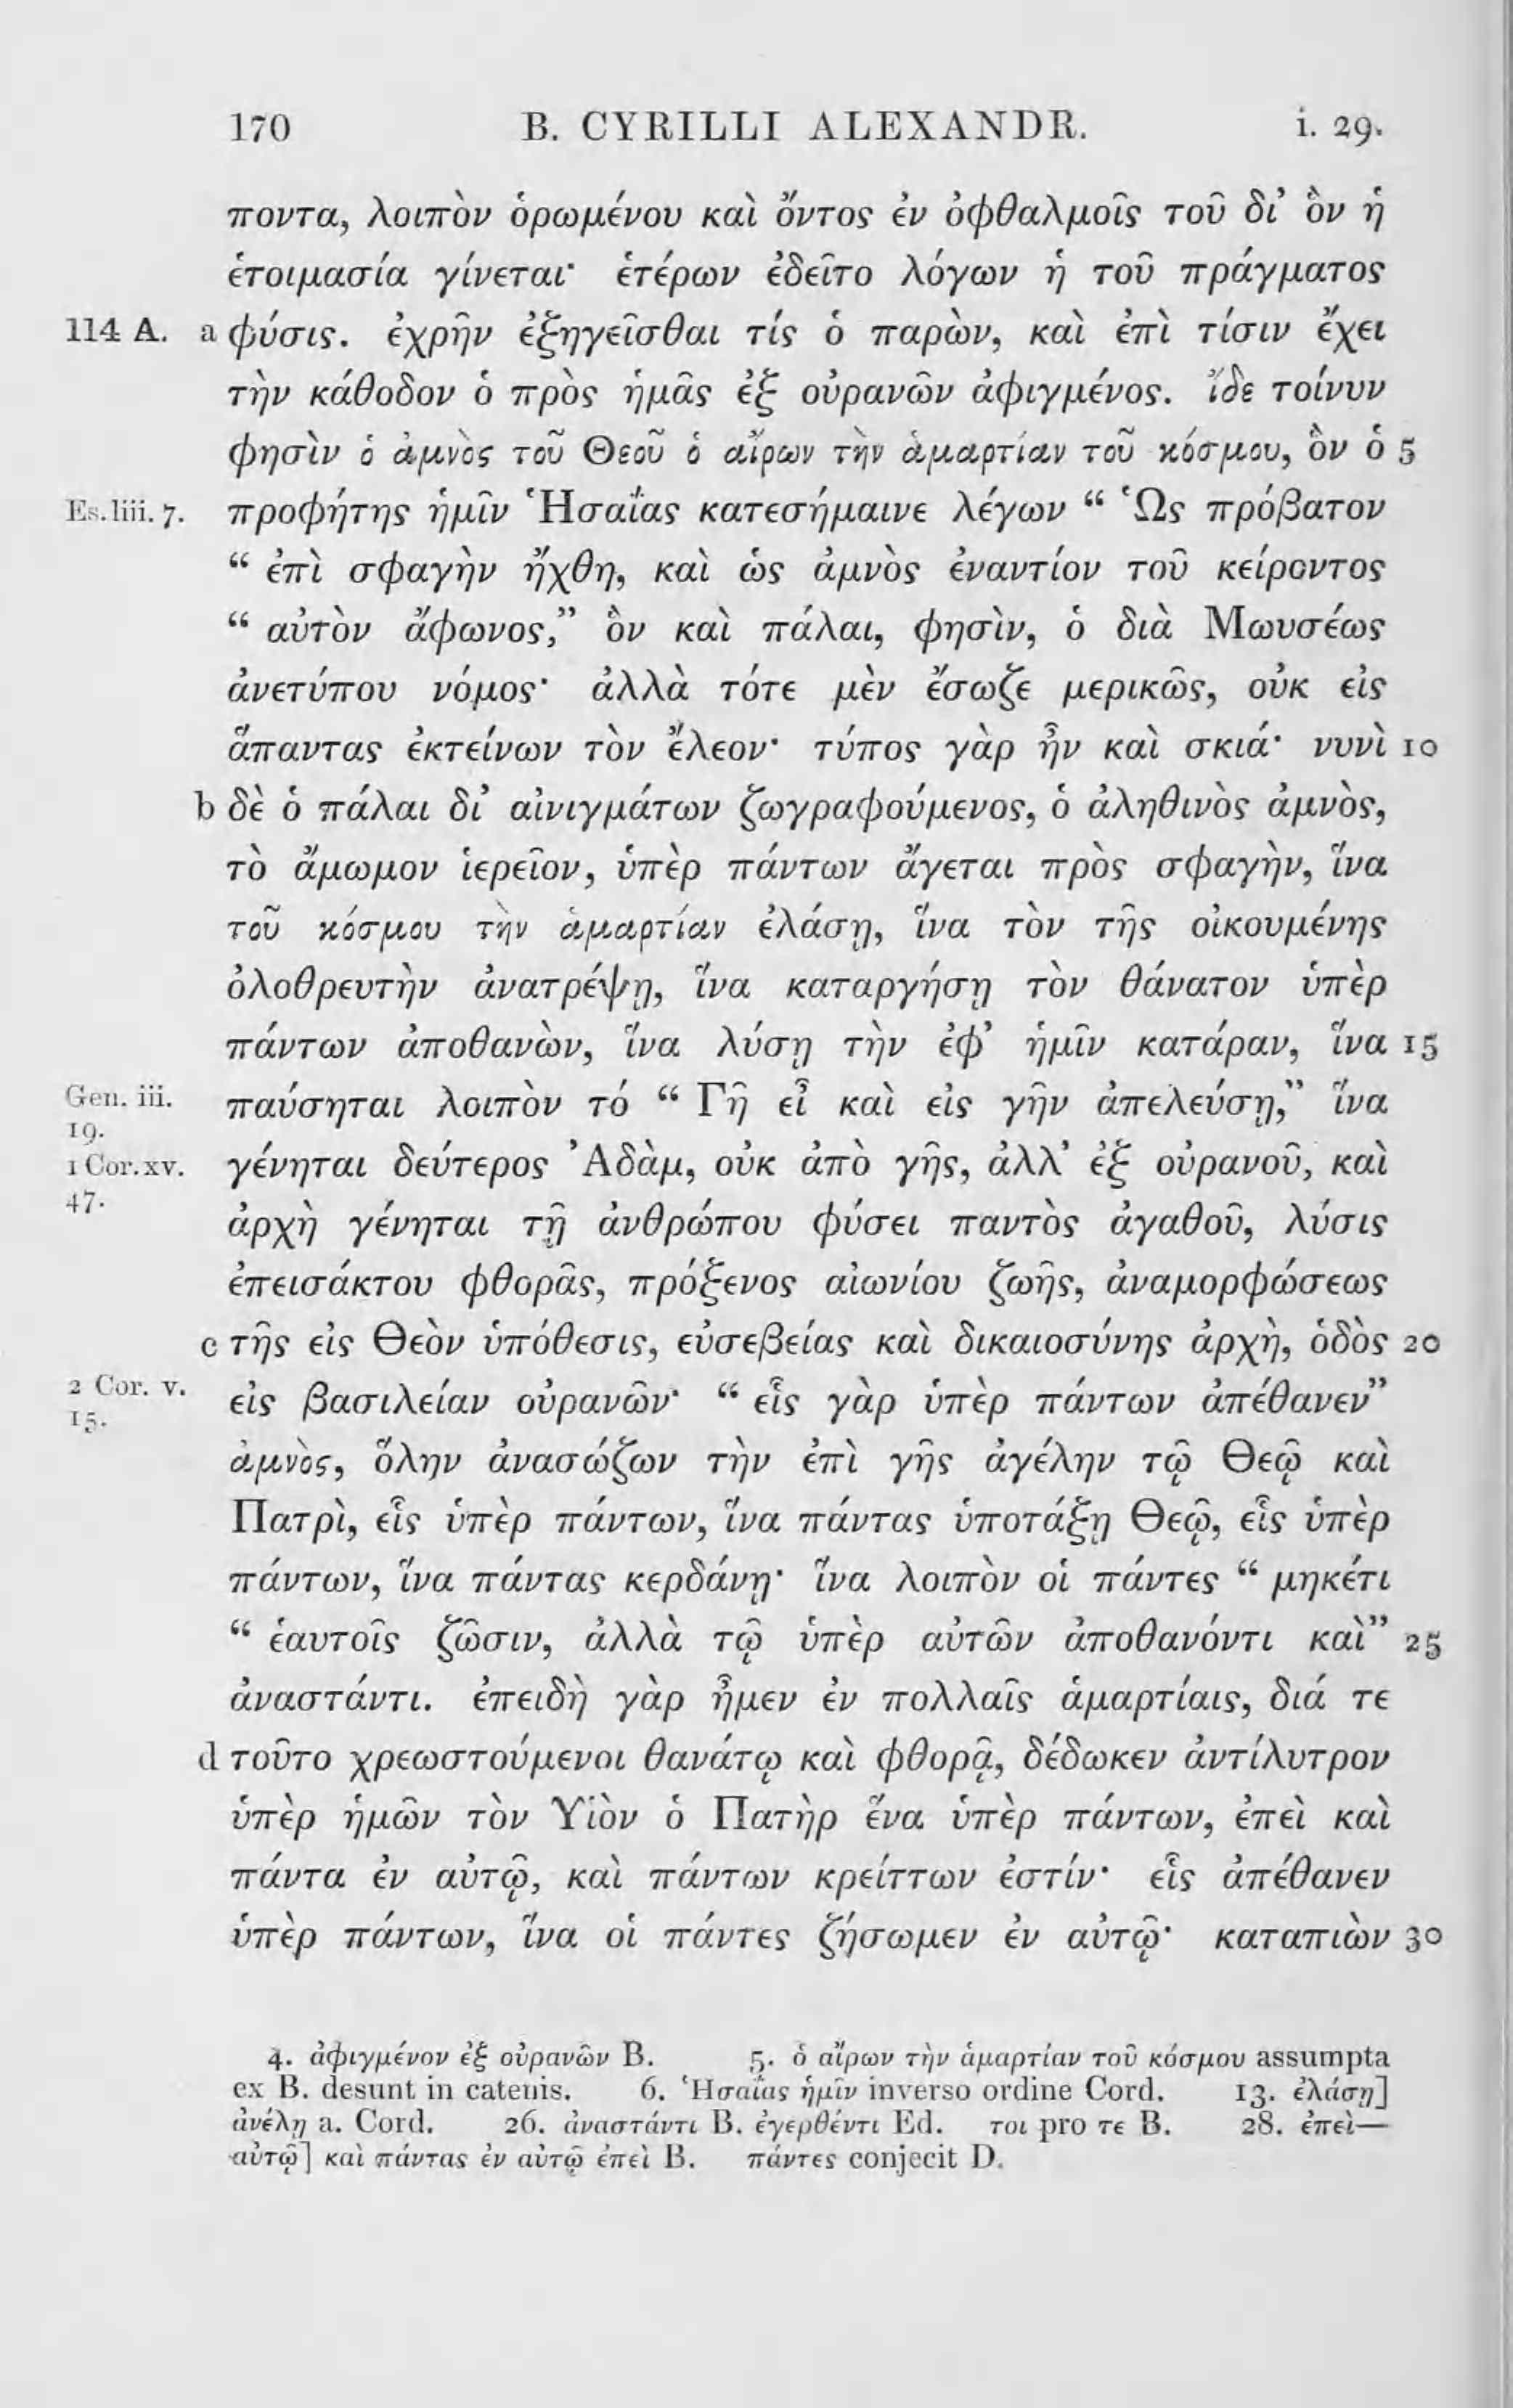 170 B. CYRILLI ALEXANDR. i. 29.
ποντα, λοιπὸν ὁρωμένου καὶ ὄντος ἐν ὀφθαλμοῖς τοῦ δι’ ὃν ἡ
ἑτοιμασία γίνεται· ἑτέρων ἐδεῖτο λόγων ἡ τοῦ πράγματος
114 A. a φύσις. ἐχρῆν ἐξηγεῖσθαι τίς ὁ παρὼν, καὶ ἐπὶ τίσιν ἔχει
τὴν κάθοδον ὁ πρὸς ἡμᾶς ἐξ οὐρανῶν ἀφιγμένος. ἴδε τοίνυν
φησὶν ὁ ἀμνὸς τοῦ Θεοῦ ὁ αἴρων τὴν ἁμαρτίαν τοῦ κόσμου, ὃν ὁ 5
Es. liii. 7. προφήτης ἡμῖν Ἡσαΐας κατεσήμαινε λέγων “ Ὡς πρόβατον
“ ἐπὶ σφαγὴν ἤχθη, καὶ ὡς ἀμνὸς ἐναντίον τοῦ κείροντος
“ αὐτὸν ἄφωνος,” ὃν καὶ πάλαι, φησὶν, ὁ διὰ Μωυσέως
ἀνετύπου νόμος· ἀλλὰ τότε μὲν ἔσωζε μερικῶς, οὐκ εἰς
ἅπαντας ἐκτείνων τὸν ἔλεον· τύπος γὰρ ἦν καὶ σκιά· νυνὶ 10
b δὲ ὁ πάλαι δι’ αἰνιγμάτων ζωγραφούμενος, ὁ ἀληθινὸς ἀμνὸς,
τὸ ἄμωμον ἱερεῖον, ὑπὲρ πάντων ἄγεται πρὸς σφαγὴν, ἵνα
τοῦ κόσμου τὴν ἁμαρτίαν ἐλάσῃ, ἵνα τὸν τῆς οἰκουμένης
ὀλοθρευτὴν ἀνατρέψῃ, ἵνα καταργήσῃ τὸν θάνατον ὑπὲρ
πάντων ἀποθανὼν, ἵνα λύσῃ τὴν ἐφ’ ἡμῖν κατάραν, ἵνα 15
Gen. iii. 19. παύσηται λοιπὸν τό “ Γῆ εἶ καὶ εἰς γῆν ἀπελεύσῃ,” ἵνα
1 Cor. xv. 47. γένηται δεύτερος Ἀδὰμ, οὐκ ἀπὸ γῆς, ἀλλ’ ἐξ οὐρανοῦ, καὶ
ἀρχὴ γένηται τῇ ἀνθρώπου φύσει παντὸς ἀγαθοῦ, λύσις
ἐπεισάκτου φθορᾶς, πρόξενος αἰωνίου ζωῆς, ἀναμορφώσεως
c τῆς εἰς Θεὸν ὑπόθεσις, εὐσεβείας καὶ δικαιοσύνης ἀρχὴ, ὁδὸς 20
2 Cor. v. 15. εἰς βασιλείαν οὐρανῶν· “ εἷς γὰρ ὑπὲρ πάντων ἀπέθανεν”
ἀμνὸς, ὅλην ἀνασώζων τὴν ἐπὶ γῆς ἀγέλην τῷ Θεῷ καὶ
Πατρὶ, εἷς ὑπὲρ πάντων, ἵνα πάντας ὑποτάξῃ Θεῷ, εἷς ὑπὲρ
πάντων, ἵνα πάντας κερδάνῃ· ἵνα λοιπὸν οἱ πάντες “ μηκέτι
“ ἑαυτοῖς ζῶσιν, ἀλλὰ τῷ ὑπὲρ αὐτῶν ἀποθανόντι καὶ” 25
ἀναστάντι. ἐπειδὴ γὰρ ἦμεν ἐν πολλαῖς ἁμαρτίαις, διά τε
d τοῦτο χρεωστούμενοι θανάτῳ καὶ φθορᾷ, δέδωκεν ἀντίλυτρον
ὑπὲρ ἡμῶν τὸν Υἱὸν ὁ Πατὴρ ἕνα ὑπὲρ πάντων, ἐπεὶ καὶ
πάντα ἐν αὐτῷ, καὶ πάντων κρείττων ἐστίν· εἷς ἀπέθανεν
ὑπὲρ πάντων, ἵνα οἱ πάντες ζήσωμεν ἐν αὐτῷ· καταπιὼν 30
4. ἀφιγμένον ἐξ οὐρανῶν B. 5. ὁ αἴρων τὴν ἁμαρτίαν τοῦ κόσμου assumpta
ex B. desunt in catenis. 6. Ἡσαΐας ἡμῖν inverso ordine Cord. 13. ἐλάσῃ]
ἀνέλῃ a. Cord. 26. ἀναστάντι B. ἐγερθέντι Ed. τοι pro τε B. 28. ἐπεὶ—
αὐτῷ] καὶ πάντας ἐν αὐτῷ ἐπεὶ B. πάντες conjecit D.